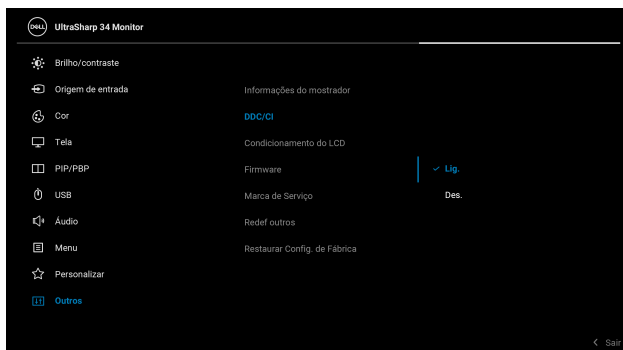 DELL UltraSharp 34 Monitor
Brilho/contraste
Origem de entrada
Cor
Tela
PIP/PBP
USB
Áudio
Menu
Personalizar
Outros
Informações do mostrador
DDC/CI
Condicionamento do LCD
Firmware
Marca de Serviço
Redef outros
Restaurar Config. de Fábrica
Lig.
Des.
Sair